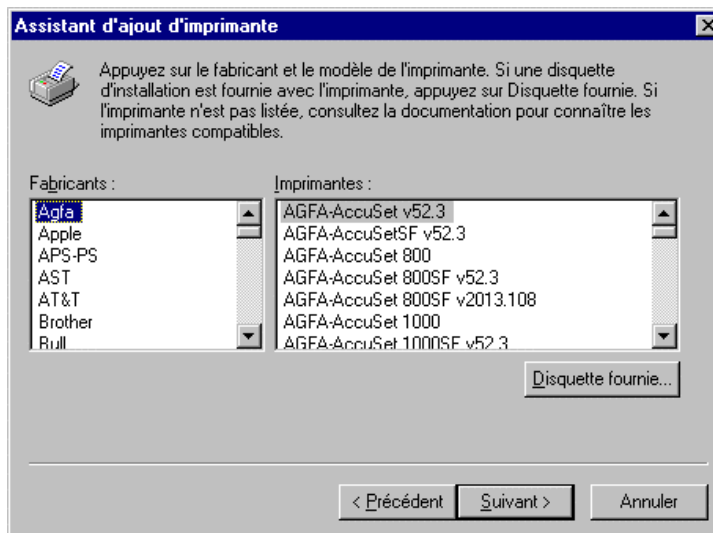 Assistant d'ajout d'imprimante
Appuyez sur le fabricant et le modèle de l'imprimante. Si une disquette
d'installation est fournie avec l'imprimante, appuyez sur Disquette fournie. Si
l'imprimante n'est pas listée, consultez la documentation pour connaître les
imprimantes compatibles.
Fabricants :
Agfa
Apple
APS-PS
AST
AT&T
Brother
Bull
Imprimantes :
AGFA-AccuSet v52.3
AGFA-AccuSetSF v52.3
AGFA-AccuSet 800
AGFA-AccuSet 800SF v52.3
AGFA-AccuSet 800SF v2013.108
AGFA-AccuSet 1000
AGFA-AccuSet 1000SF v52.3
Disquette fournie...
< Précédent
Suivant >
Annuler